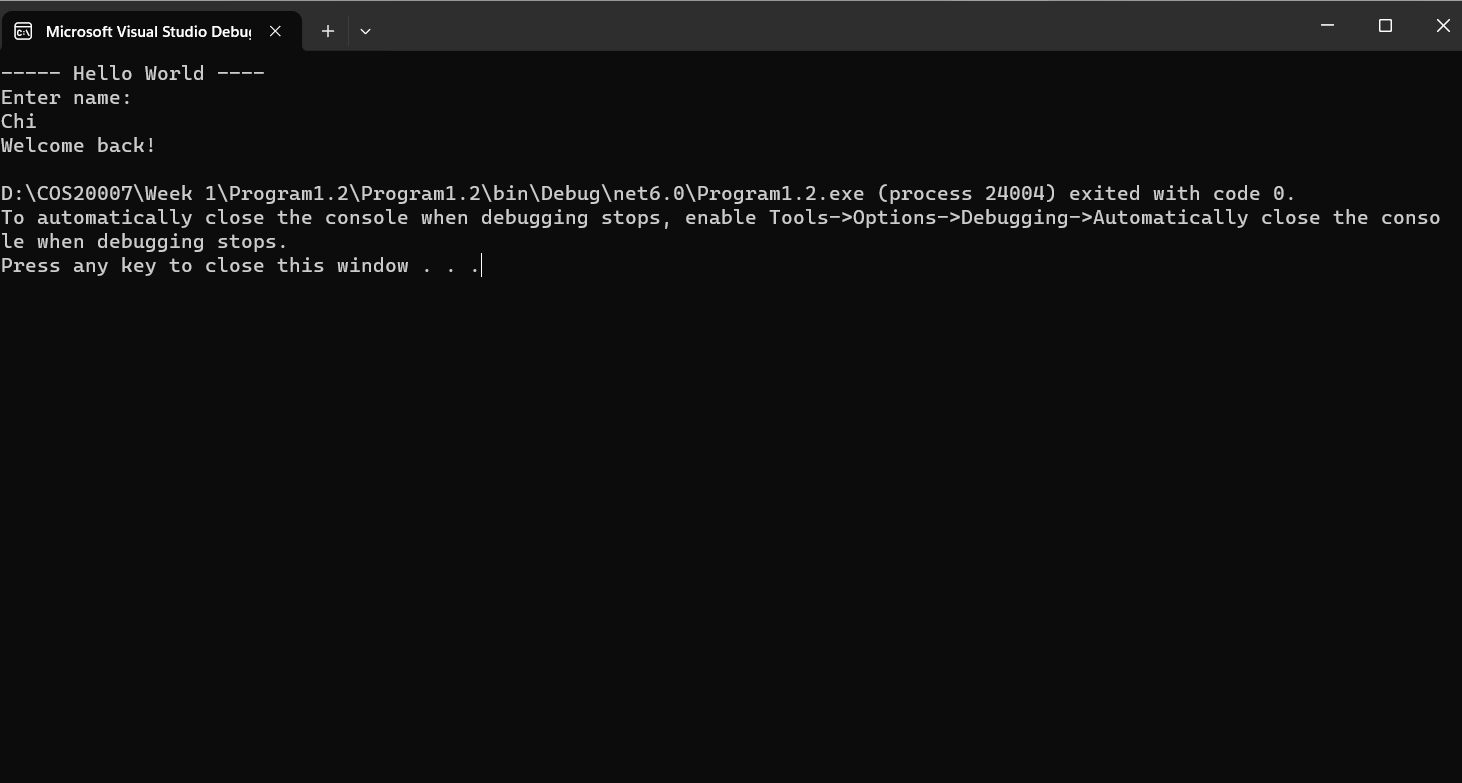 Microsoft Visual Studio Debu
----- Hello World ----
Enter name:
Chi
Welcome back!
D:\COS20007\Week 1\Program1.2\Program1.2\bin\Debug\net6.0\Program1.2.exe (process 24004) exited with code 0.
To automatically close the console when debugging stops, enable Tools->Options->Debugging->Automatically close the conso
le when debugging stops.
Press any key to close this window . . .